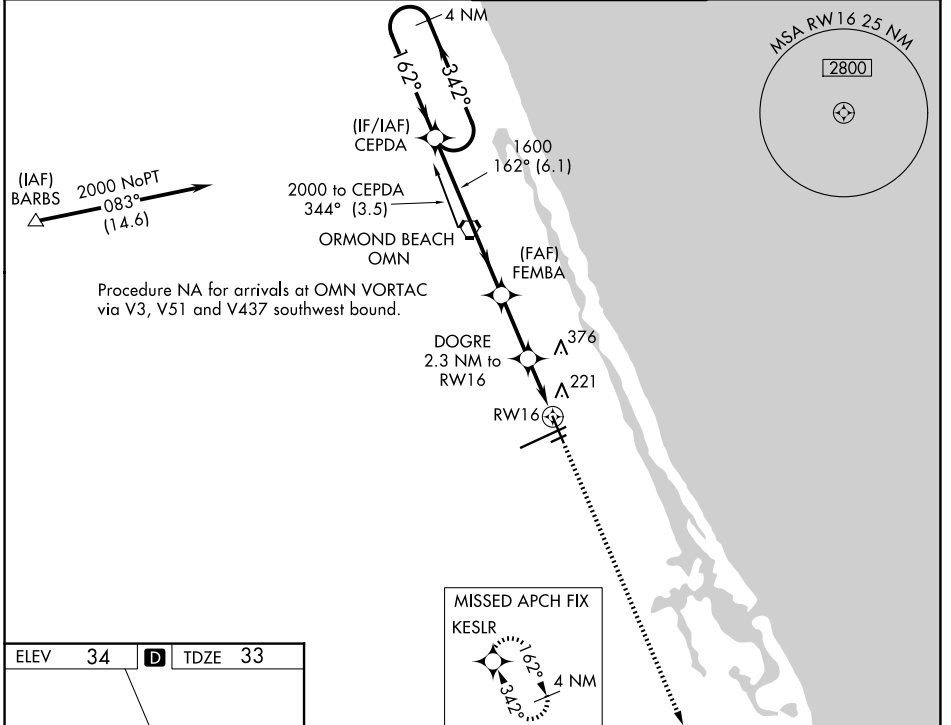 4 NM
162°
342°
MSA RW16 25 NM
2800
(IF/IAF)
CEPDA
1600
162° (6.1)
(IAF)
BARBS
2000 NoPT
083°
(14.6)
2000 to CEPDA
344° (3.5)
ORMOND BEACH
OMN
(FAF)
FEMBA
Procedure NA for arrivals at OMN VORTAC
via V3, V51 and V437 southwest bound.
DOGRE
2.3 NM to
RW16
376
221
RW16
MISSED APCH FIX
KESLR
162°
342°
4 NM
ELEV 34 D TDZE 33